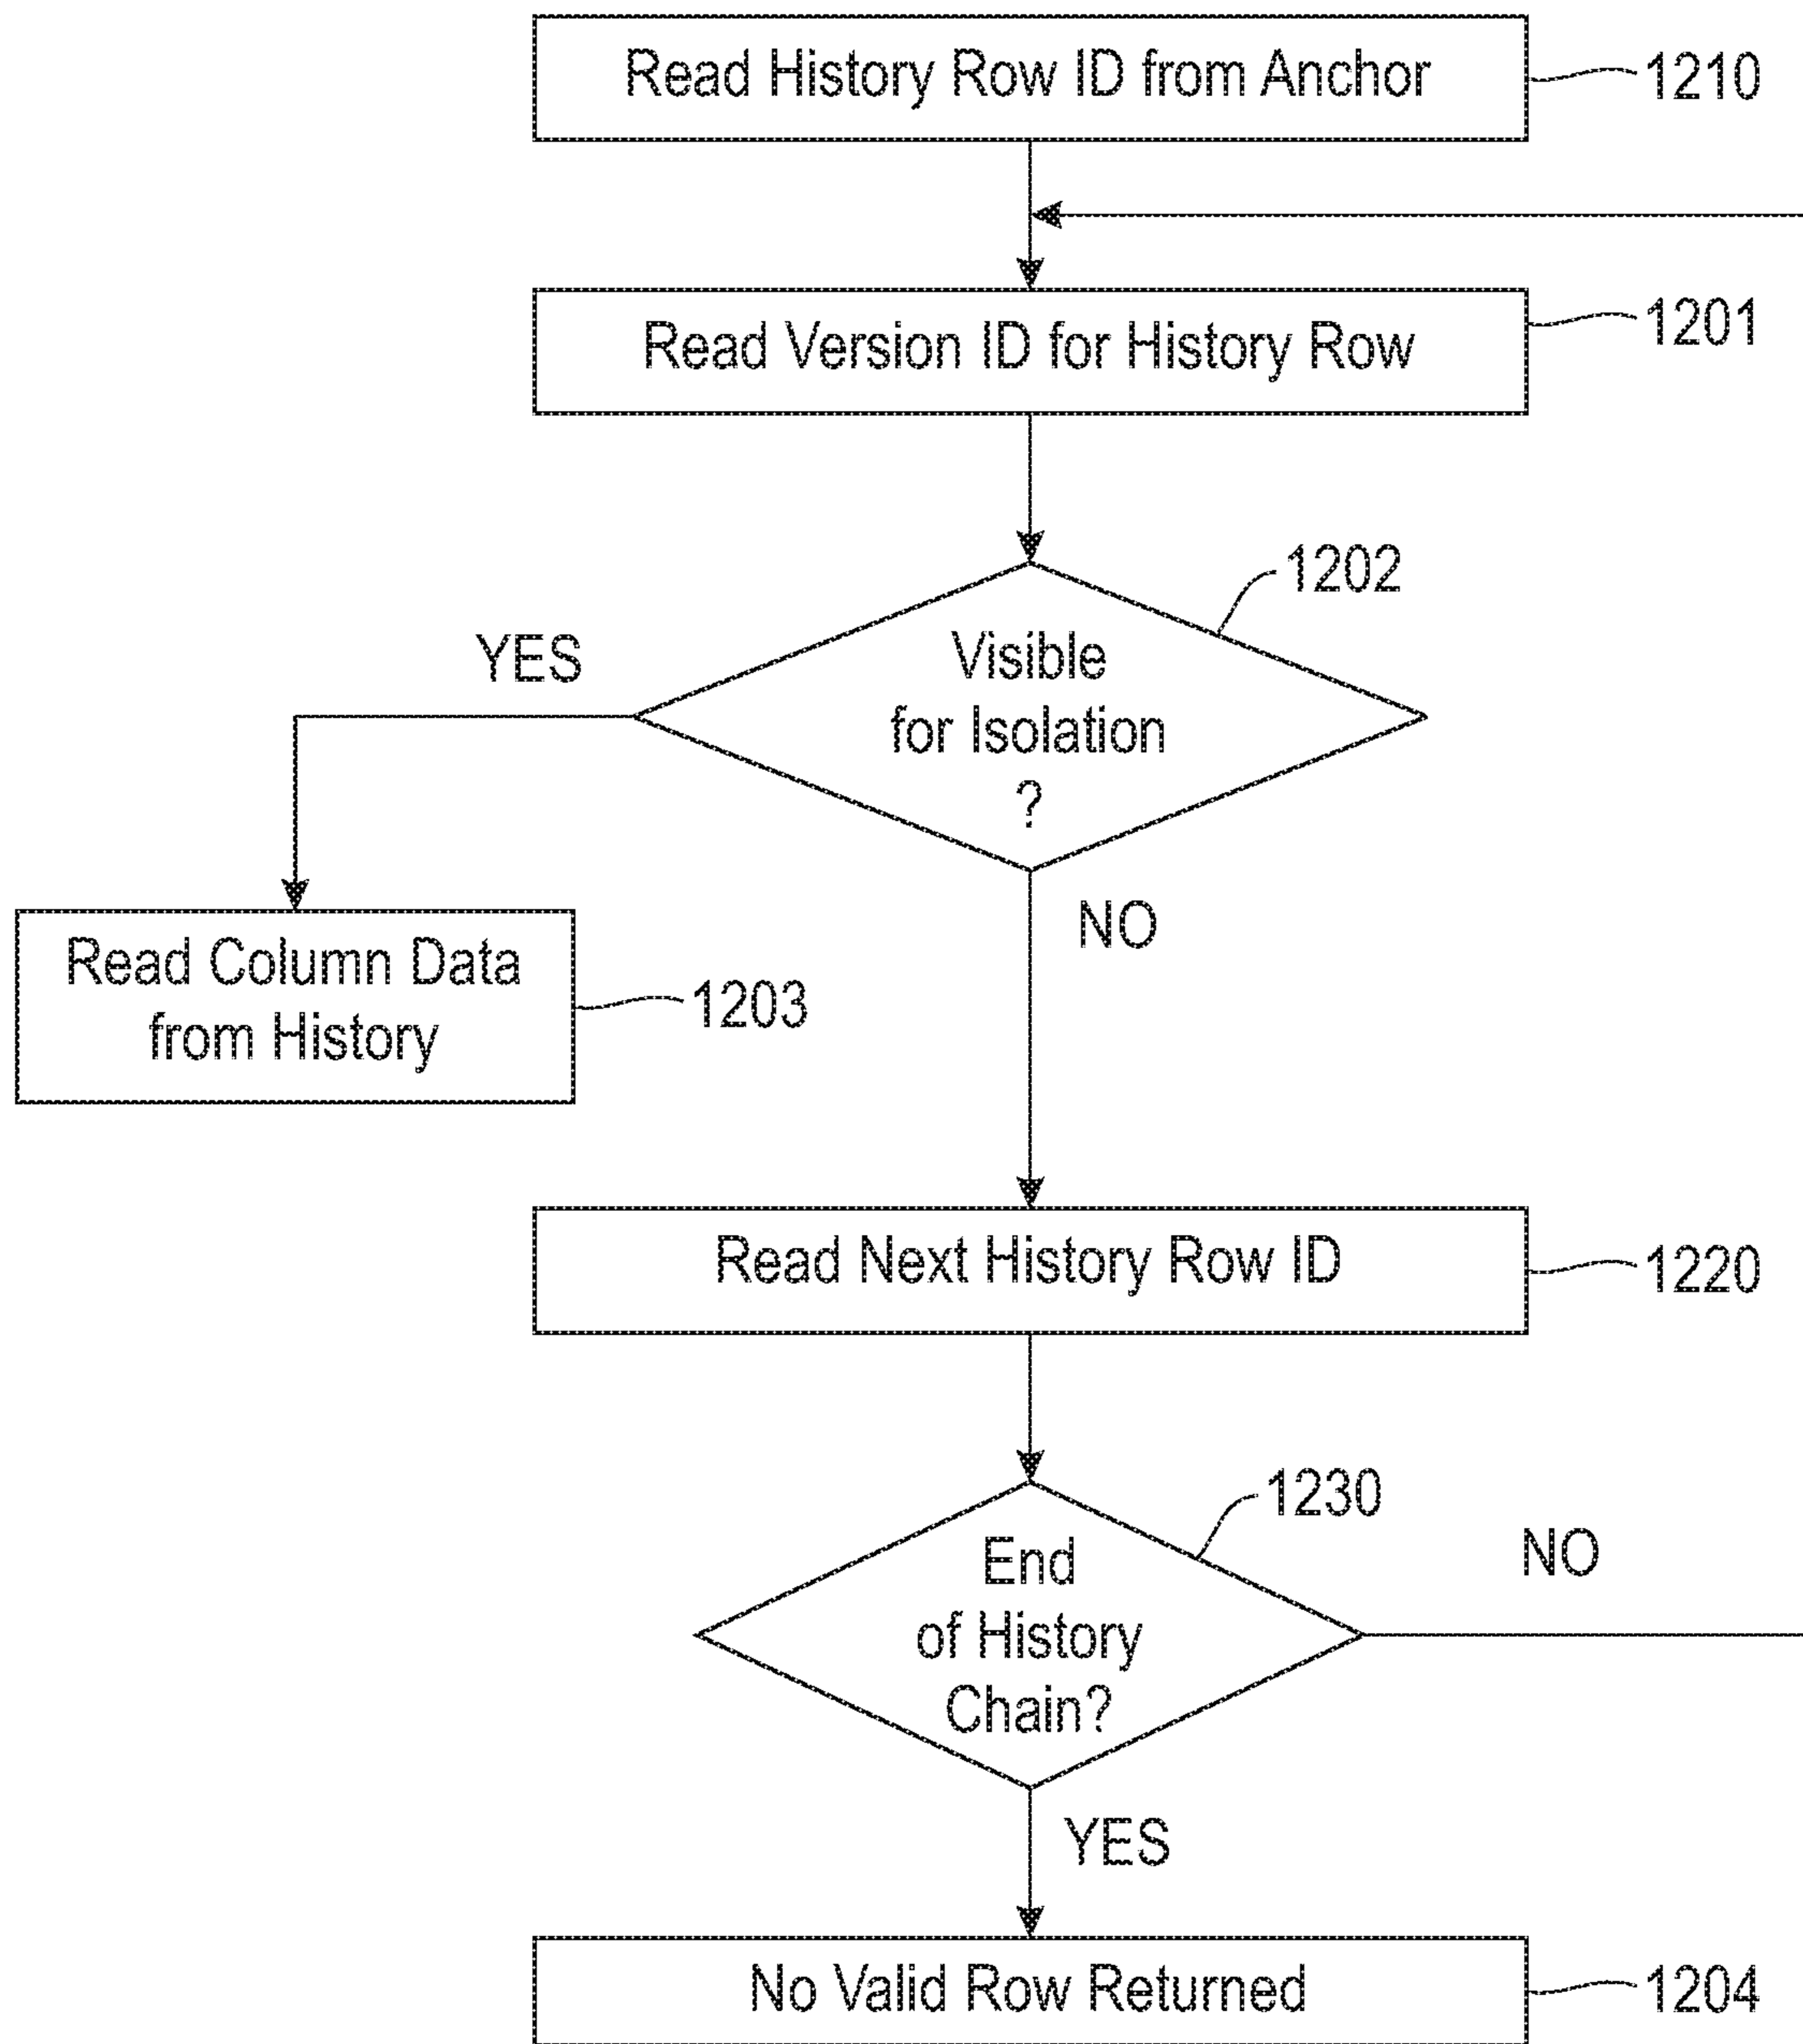 Read History Row ID from Anchor
1210
Read Version ID for History Row
1201
1202
YES
Visible
for Isolation
?
NO
Read Column Data
from History
1203
Read Next History Row ID
1220
1230
End
of History
Chain?
NO
YES
No Valid Row Returned
1204